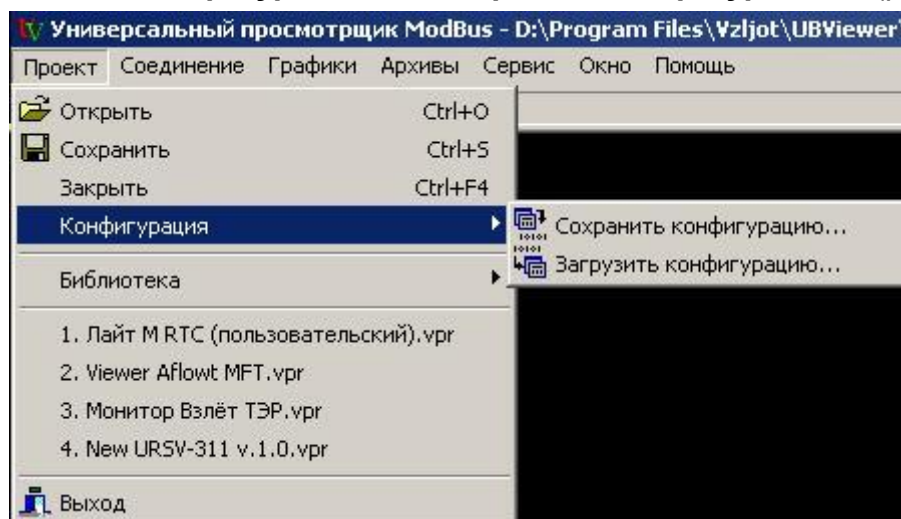 Универсальный просмотрщик ModBus - D:\Program Files\Vzljot\UBViewer\
Проект Соединение Графики Архивы Сервис Окно Помощь
Открыть Ctrl+O
Сохранить Ctrl+S
Закрыть Ctrl+F4
Конфигурация
Сохранить конфигурацию...
Загрузить конфигурацию...
Библиотека
1. Лайт M RTC (пользовательский).vpr
2. Viewer Aflowt MFT.vpr
3. Монитор Взлёт ТЭР.vpr
4. New URSV-311 v.1.0.vpr
Выход